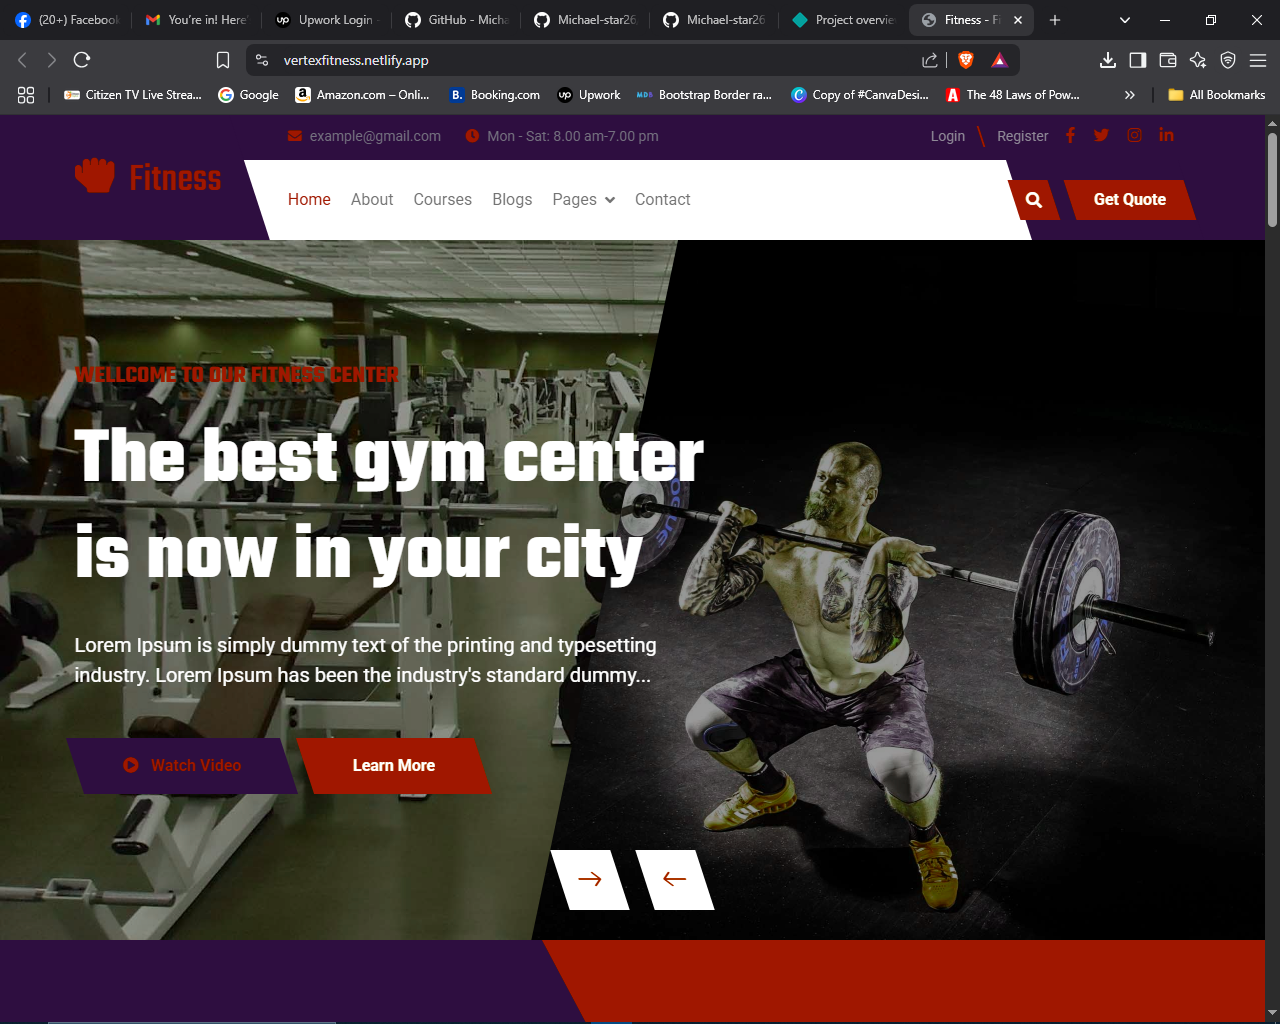 (20+) Facebook
You're in! Here'
Upwork Login -
GitHub - Micha
Michael-star26
Michael-star26
Project overvie
Fitness - Fi
vertexfitness.netlify.app
Citizen TV Live Strea...
Google
Amazon.com – Onli...
Booking.com
Upwork
Bootstrap Border ra...
Copy of #CanvaDesi...
The 48 Laws of Pow...
All Bookmarks
example@gmail.com
Mon - Sat: 8.00 am-7.00 pm
Login
Register
Fitness
Home
About
Courses
Blogs
Pages
Contact
Get Quote
WELLCOME TO OUR FITNESS CENTER
The best gym center
is now in your city
Lorem Ipsum is simply dummy text of the printing and typesetting
industry. Lorem Ipsum has been the industry's standard dummy...
Watch Video
Learn More